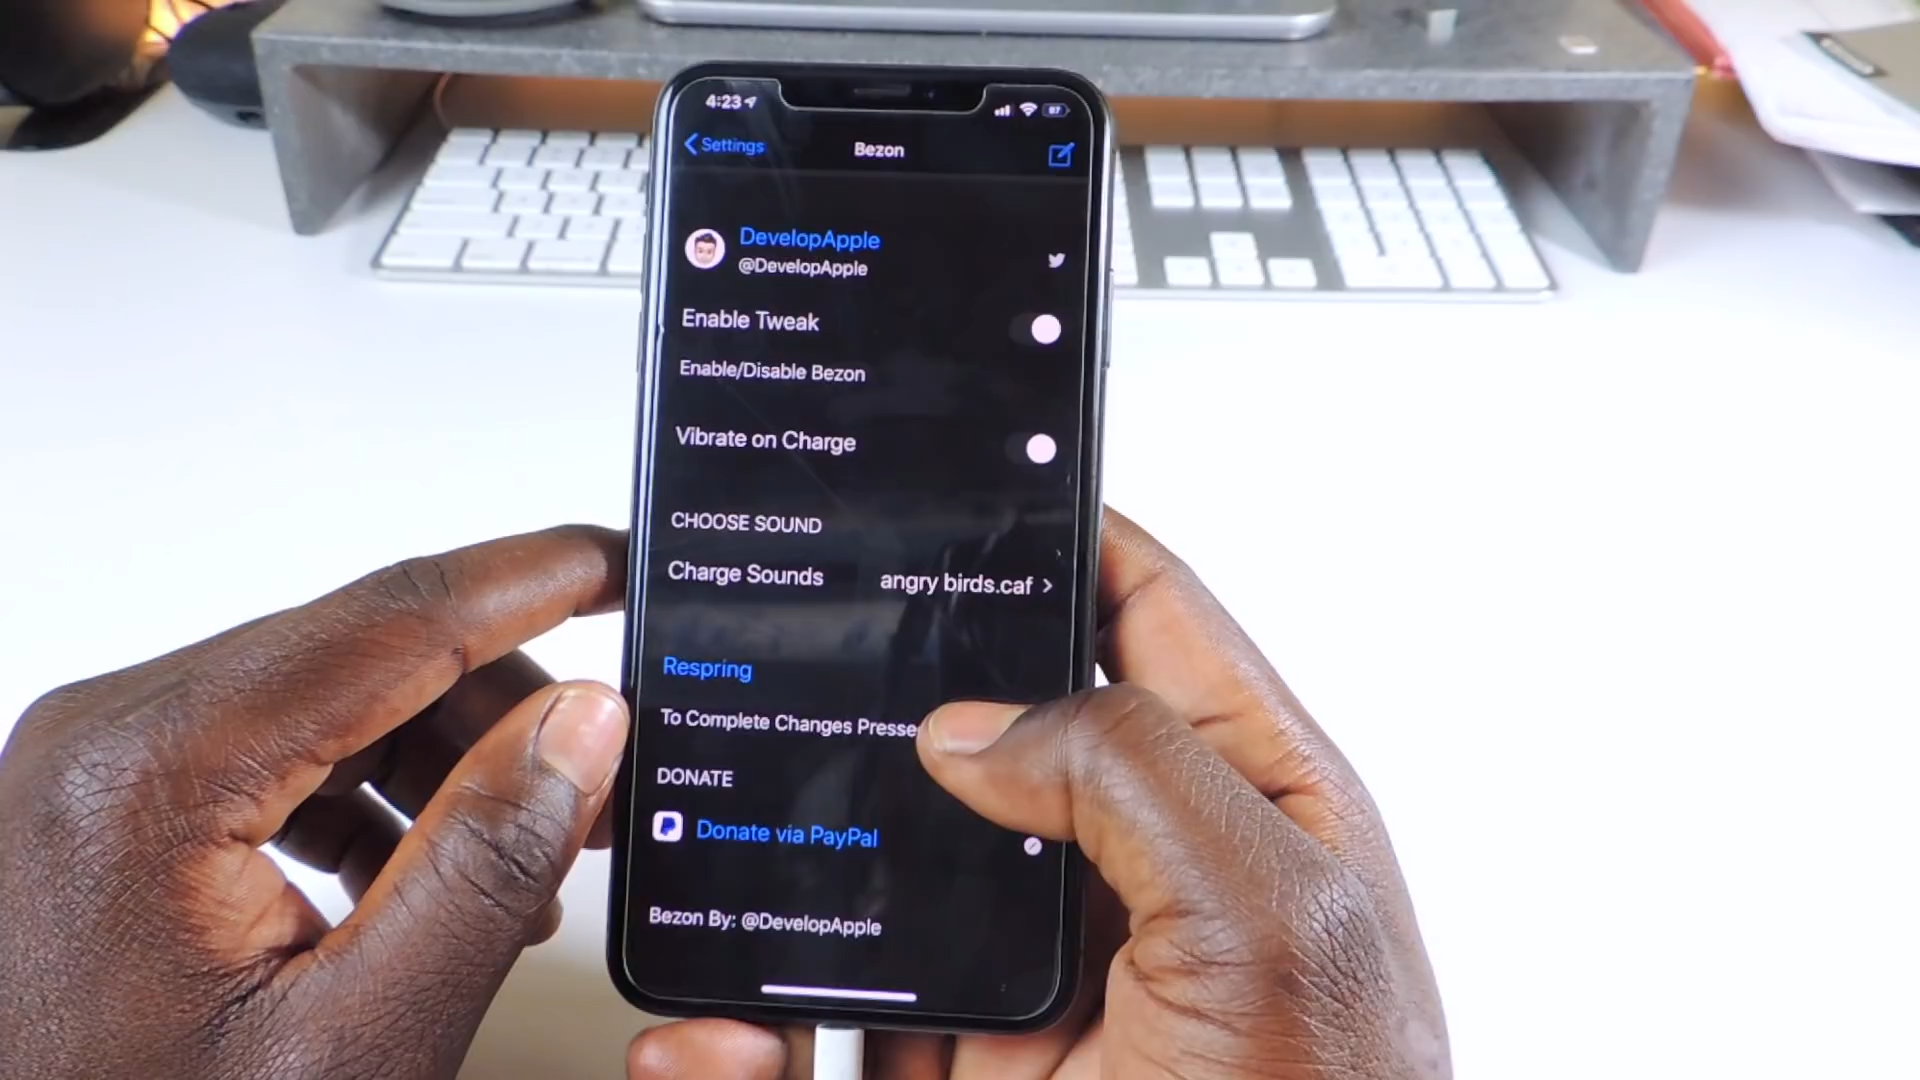 4:23
87
Settings
Bezon
DevelopApple
@DevelopApple
Enable Tweak
Enable/Disable Bezon
Vibrate on Charge
CHOOSE SOUND
Charge Sounds
angry birds.caf
Respring
To Complete Changes Presse
DONATE
Donate via PayPal
Bezon By: @DevelopApple